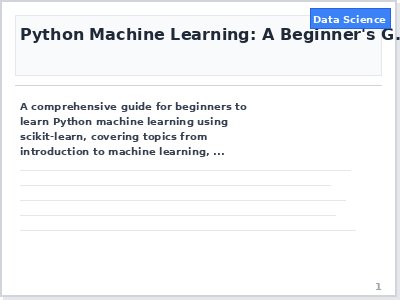 Data Science
Python Machine Learning: A Beginner's G.
A comprehensive guide for beginners to
learn Python machine learning using
scikit-learn, covering topics from
introduction to machine learning, ...
1